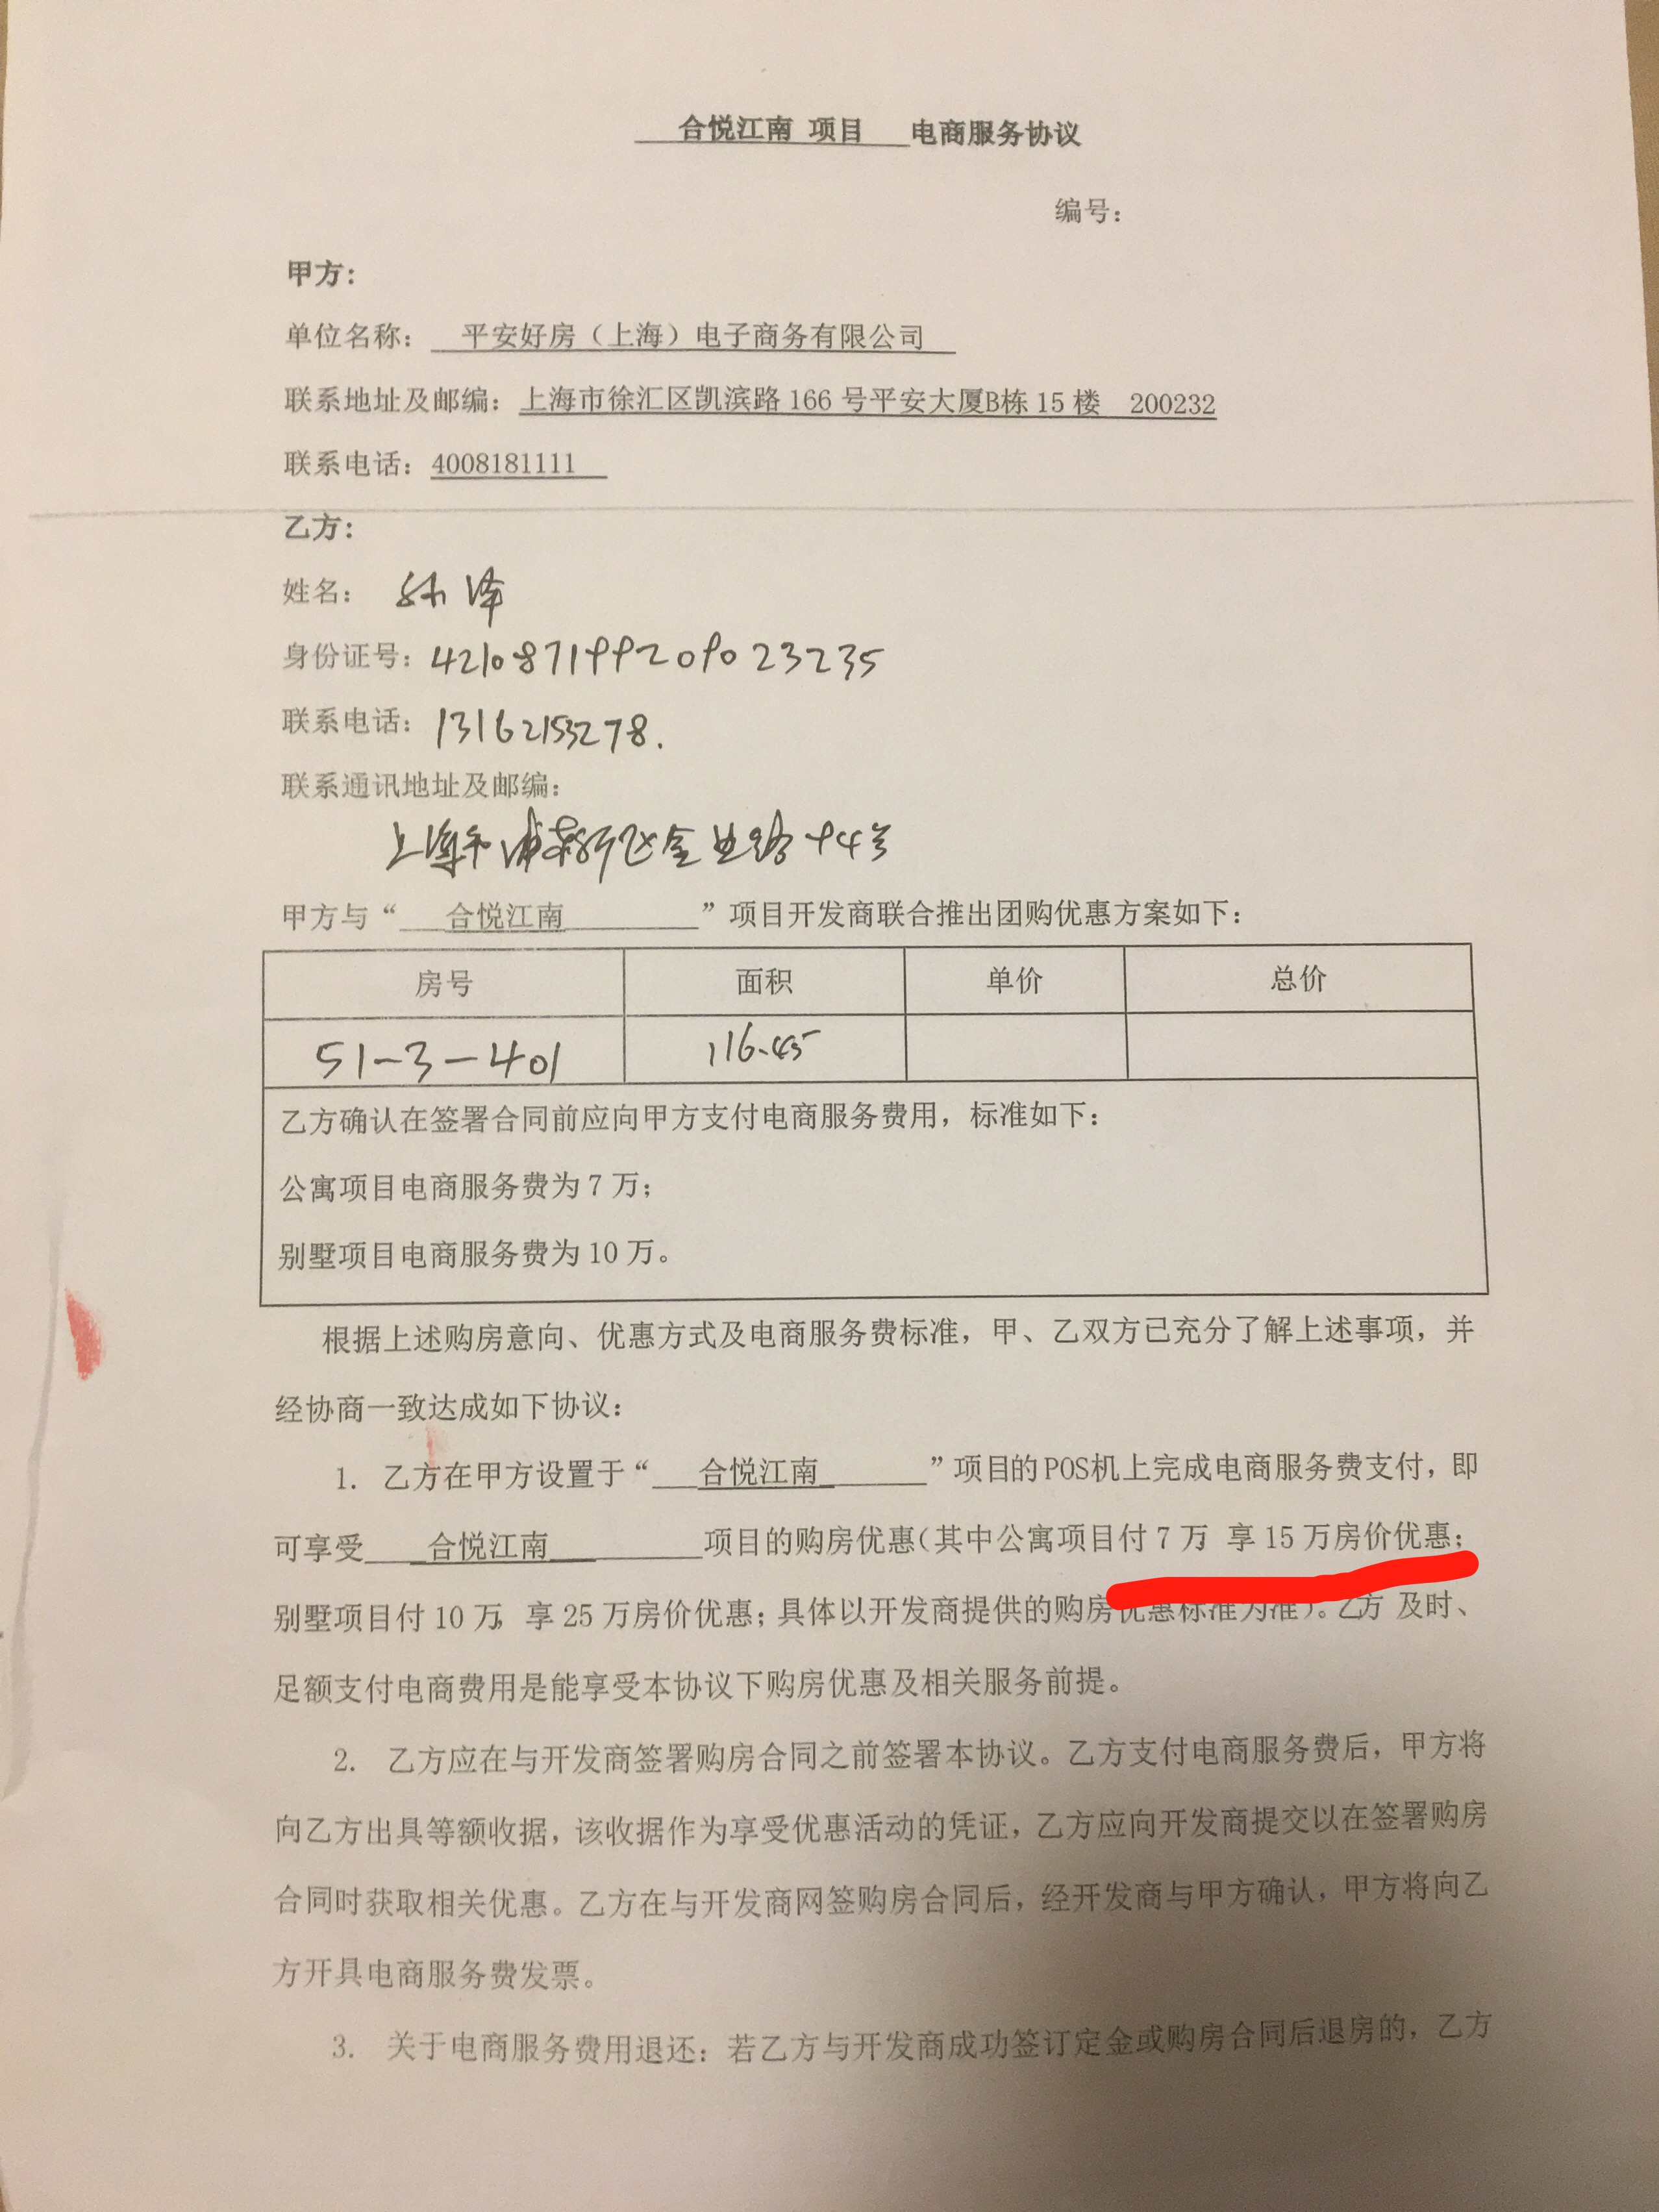 合悦江南 项目 电商服务协议
编号：
甲方：
单位名称： 平安好房（上海）电子商务有限公司
联系地址及邮编：上海市徐汇区凯滨路 166 号平安大厦B栋 15 楼 200232
联系电话：4008181111
乙方：
姓名： 孙泽
身份证号：421087199209023235
联系电话：13162153278.
联系通讯地址及邮编：
上海市浦东新区金 路 号
甲方与“ 合悦江南 ”项目开发商联合推出团购优惠方案如下：
房号 面积 单价 总价
51-3-401 116.45
乙方确认在签署合同前应向甲方支付电商服务费用，标准如下：
公寓项目电商服务费为 7 万；
别墅项目电商服务费为 10 万。
根据上述购房意向、优惠方式及电商服务费标准，甲、乙双方已充分了解上述事项，并
经协商一致达成如下协议：
1. 乙方在甲方设置于“ 合悦江南 ”项目的 POS机上完成电商服务费支付，即
可享受 合悦江南 项目的购房优惠（其中公寓项目付 7 万 享 15 万房价优惠；
别墅项目付 10 万，享 25 万房价优惠；具体以开发商提供的购房优惠标准为准）。乙方 及时、
足额支付电商费用是能享受本协议下购房优惠及相关服务前提。
2. 乙方应在与开发商签署购房合同之前签署本协议。乙方支付电商服务费后，甲方将
向乙方出具等额收据，该收据作为享受优惠活动的凭证，乙方应向开发商提交以在签署购房
合同时获取相关优惠。乙方在与开发商网签购房合同后，经开发商与甲方确认，甲方将向乙
方开具电商服务费发票。
3. 关于电商服务费用退还：若乙方与开发商成功签订定金或购房合同后退房的，乙方